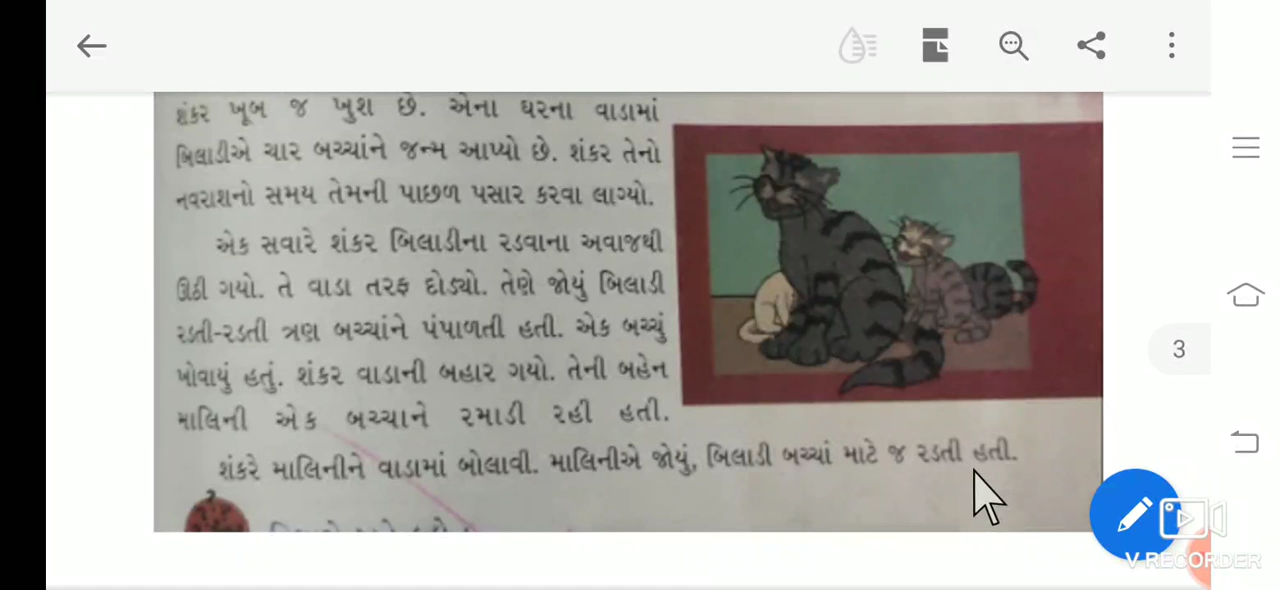 શંકર ખૂબ જ ખુશ છે. એના ઘરના વાડામાં
બિલાડીએ ચાર બચ્ચાંને જન્મ આપ્યો છે. શંકર તેનો
નવરાશનો સમય તેમની પાછળ પસાર કરવા લાગ્યો.
એક સવારે શંકર બિલાડીના રડવાના અવાજથી
ઊઠી ગયો. તે વાડા તરફ દોડ્યો. તેણે જોયું બિલાડી
રડતી-રડતી ત્રણ બચ્ચાંને પંપાળતી હતી. એક બચ્ચું
ખોવાયું હતું. શંકર વાડાની બહાર ગયો. તેની બહેન
માલિની એક બચ્ચાને રમાડી રહી હતી.
શંકરે માલિનીને વાડામાં બોલાવી. માલિનીએ જોયું, બિલાડી બચ્ચાં માટે જ રડતી હતી.
3
V RECORDER